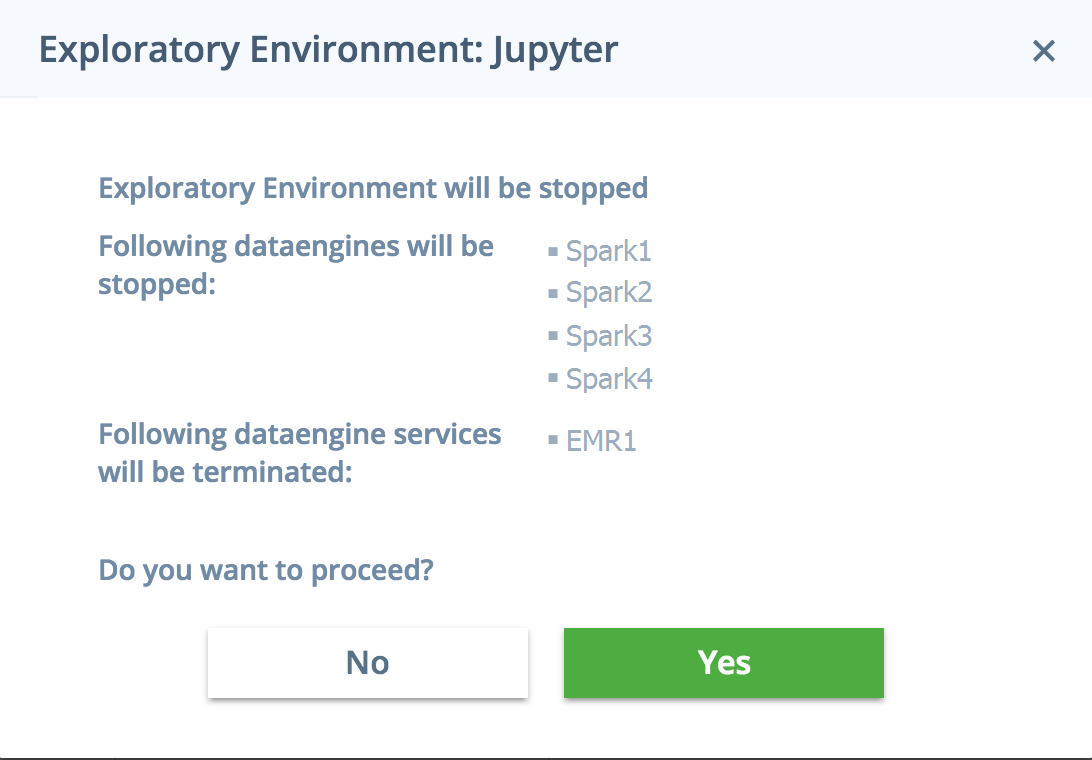 Exploratory Environment: Jupyter
Exploratory Environment will be stopped
Following dataengines will be
stopped:
Spark1
Spark2
Spark3
Spark4
Following dataengine services
will be terminated:
EMR1
Do you want to proceed?
No
Yes